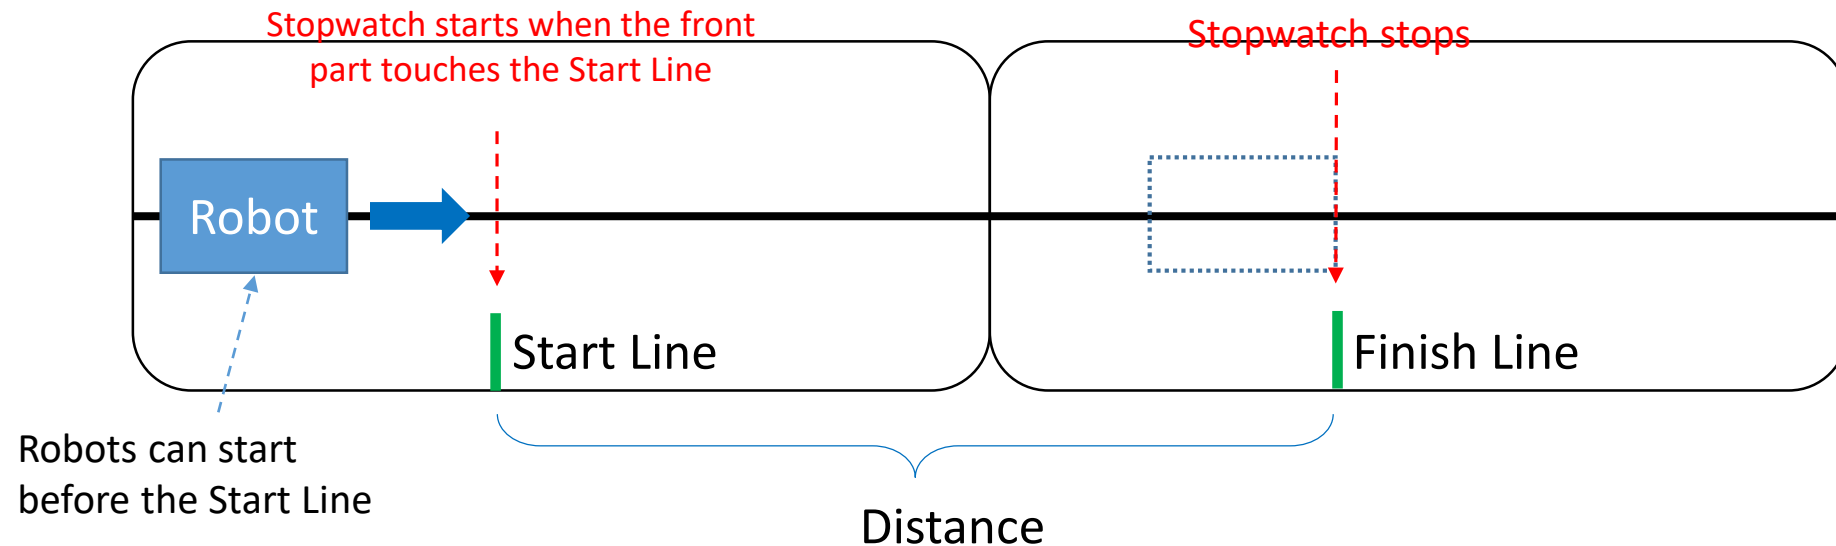 Stopwatch starts when the front
part touches the Start Line
Stopwatch stops
Robot
Start Line
Finish Line
Robots can start
before the Start Line
Distance